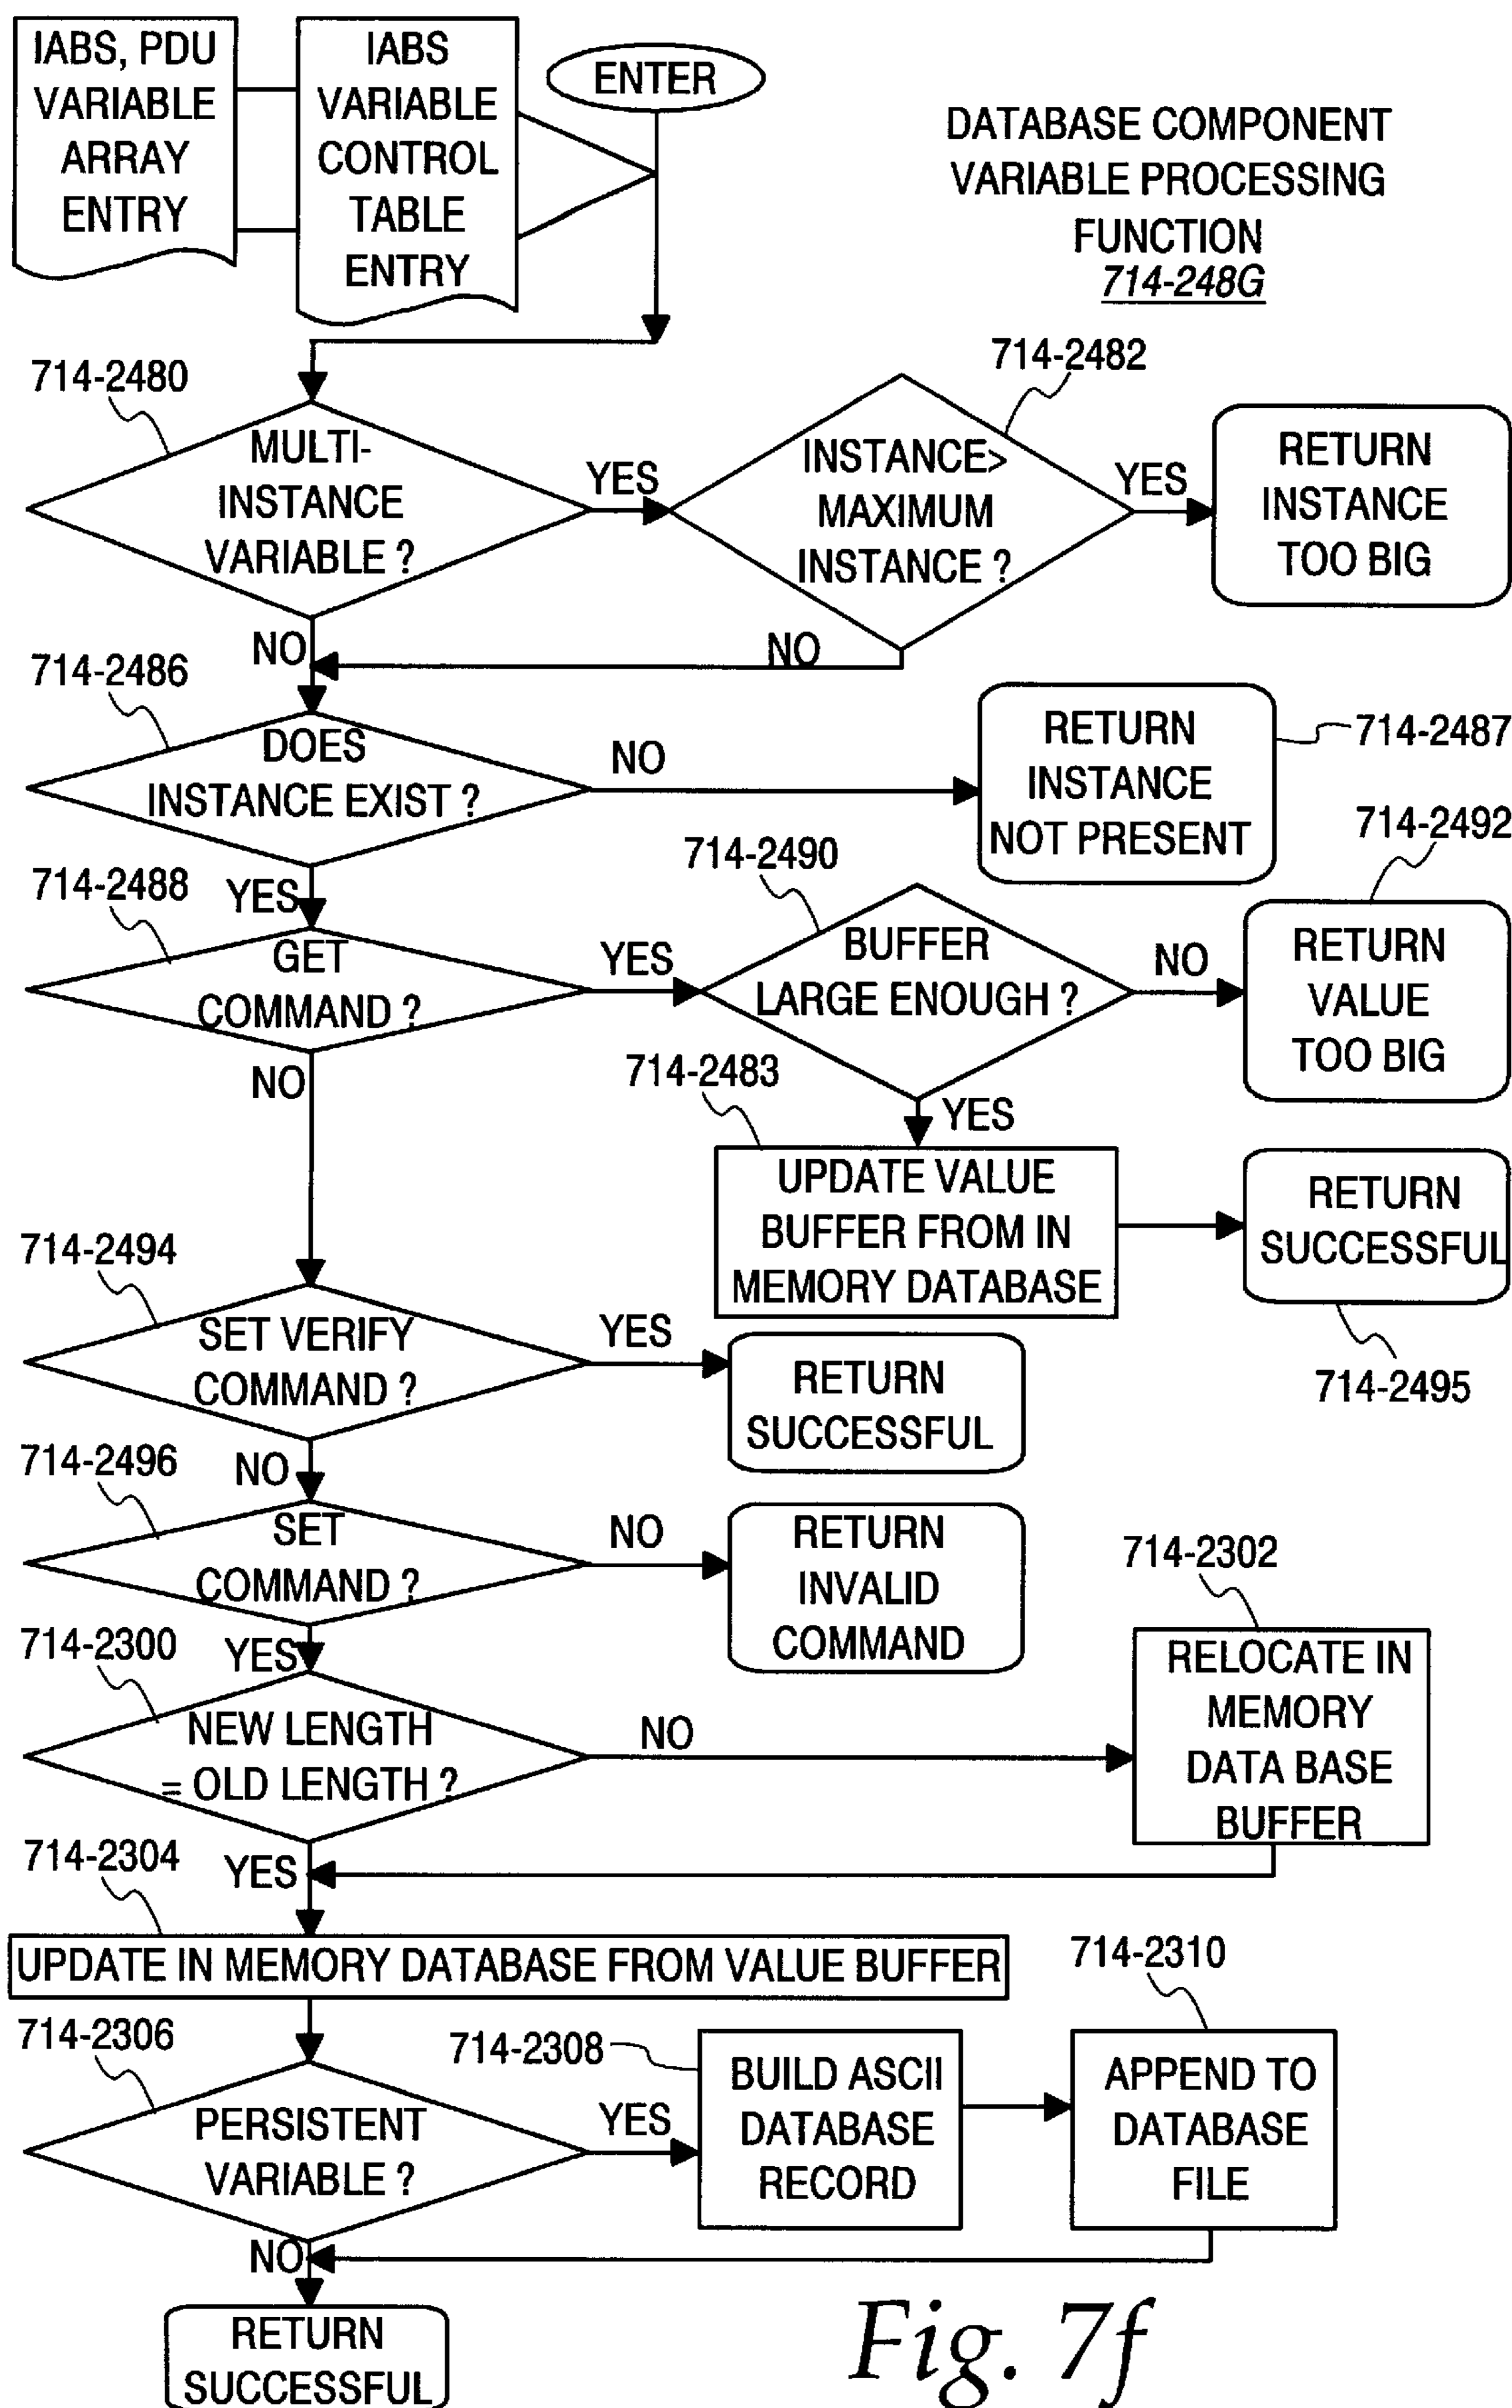 IABS, PDU
VARIABLE
ARRAY
ENTRY
IABS
VARIABLE
CONTROL
TABLE
ENTRY
ENTER
DATABASE COMPONENT
VARIABLE PROCESSING
FUNCTION
714-248G
714-2480
MULTI-
INSTANCE
VARIABLE ?
YES
NO
714-2482
INSTANCE>
MAXIMUM
INSTANCE ?
YES
NO
RETURN
INSTANCE
TOO BIG
714-2486
DOES
INSTANCE EXIST ?
NO
YES
RETURN
INSTANCE
NOT PRESENT
714-2487
714-2488
GET
COMMAND ?
YES
NO
714-2490
BUFFER
LARGE ENOUGH ?
NO
YES
714-2492
RETURN
VALUE
TOO BIG
714-2483
UPDATE VALUE
BUFFER FROM IN
MEMORY DATABASE
RETURN
SUCCESSFUL
714-2495
714-2494
SET VERIFY
COMMAND ?
YES
NO
RETURN
SUCCESSFUL
714-2496
SET
COMMAND ?
NO
YES
RETURN
INVALID
COMMAND
714-2300
NEW LENGTH
= OLD LENGTH ?
NO
YES
714-2302
RELOCATE IN
MEMORY
DATA BASE
BUFFER
714-2304
UPDATE IN MEMORY DATABASE FROM VALUE BUFFER
714-2306
PERSISTENT
VARIABLE ?
YES
NO
714-2308
BUILD ASCII
DATABASE
RECORD
714-2310
APPEND TO
DATABASE
FILE
RETURN
SUCCESSFUL
Fig. 7f